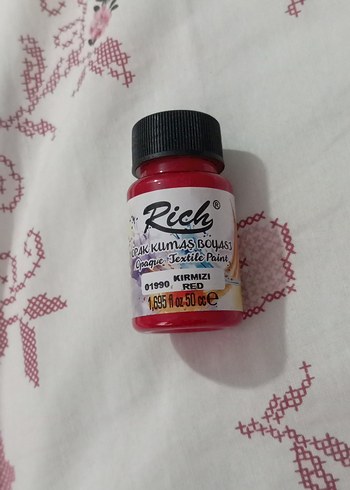 Rich®
OPAK KUMAŞ BOYASI
Opaque Textile Paint
01990 KIRMIZI
RED
1,695 fl oz 50 cc e